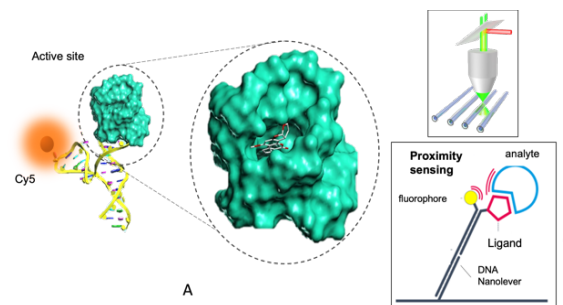 Active site
Cy5
A
Proximity
sensing
analyte
fluorophore
Ligand
DNA
Nanolever